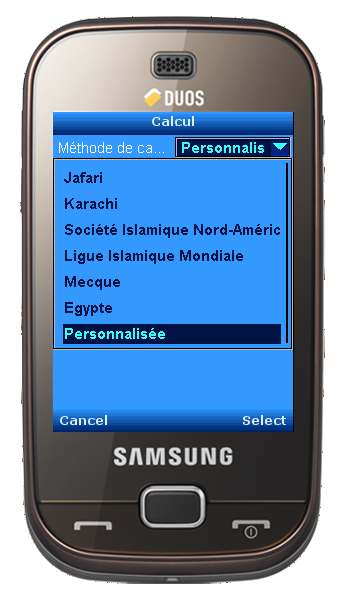 DUOS
Calcul
Méthode de ca... Personnalis
Jafari
Karachi
Société Islamique Nord-Améric
Ligue Islamique Mondiale
Mecque
Egypte
Personnalisée
Cancel Select
SAMSUNG